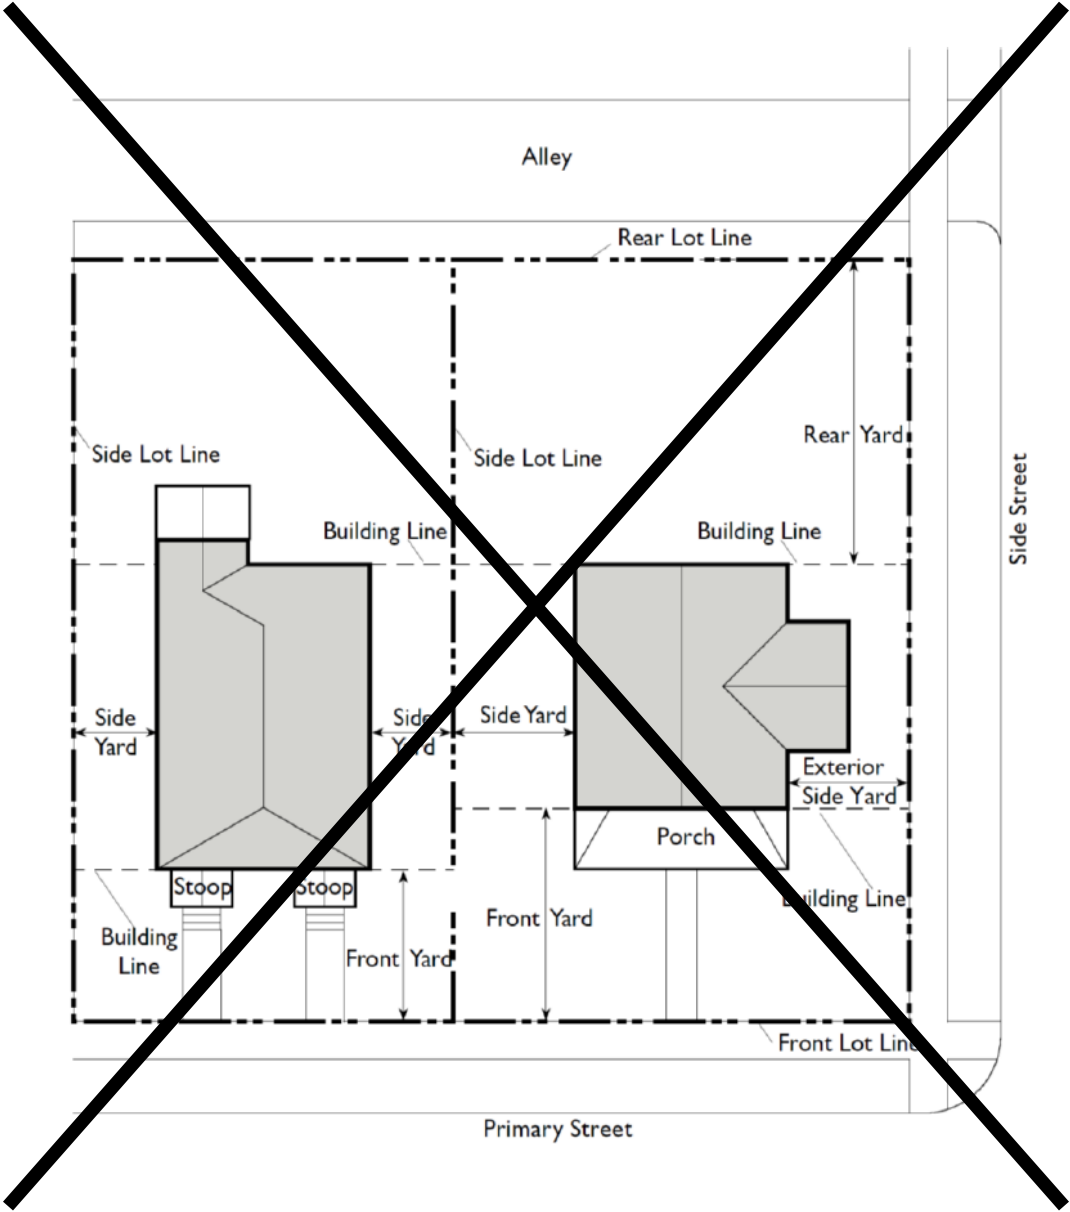 Alley
Rear Lot Line
Rear Yard
Side Lot Line
Side Lot Line
Side Street
Building Line
Building Line
Side
Yard
Side
Yard
Side Yard
Exterior
Side Yard
Porch
Stoop
Stoop
Building Line
Front Yard
Building
Line
Front Yard
Front Lot Line
Primary Street